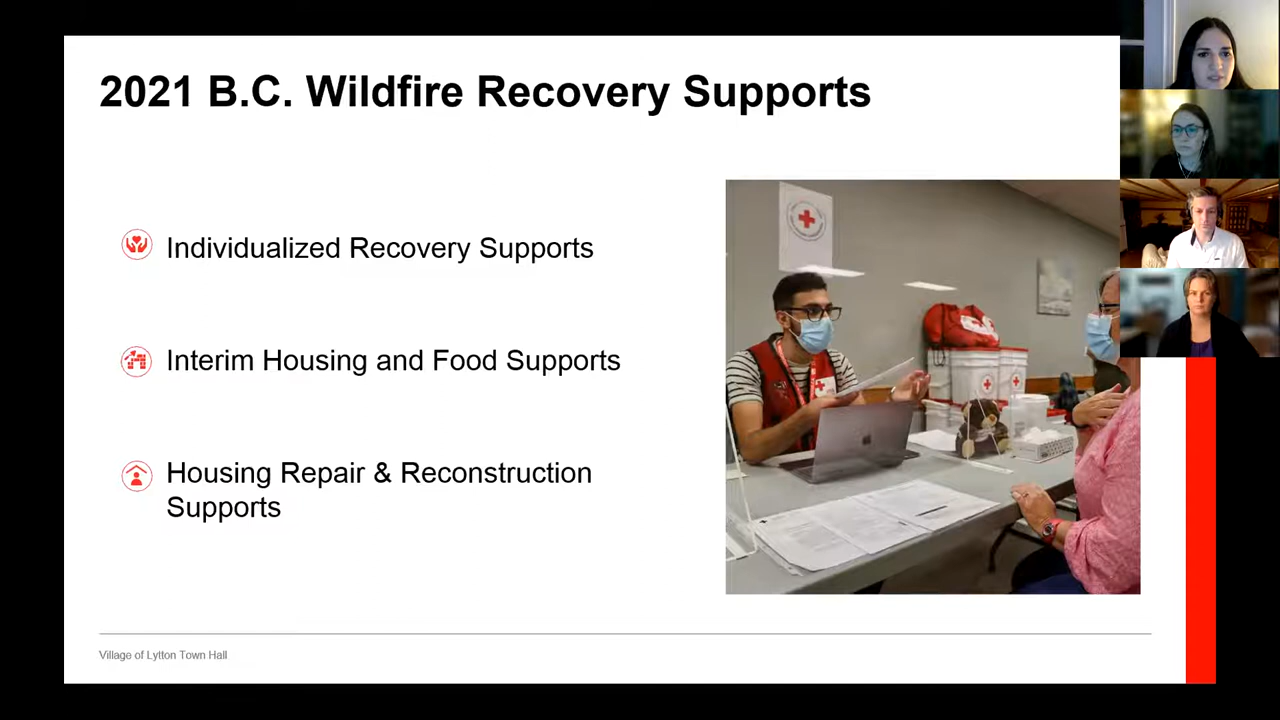 2021 B.C. Wildfire Recovery Supports
Individualized Recovery Supports
Interim Housing and Food Supports
Housing Repair & Reconstruction
Supports
Village of Lytton Town Hall